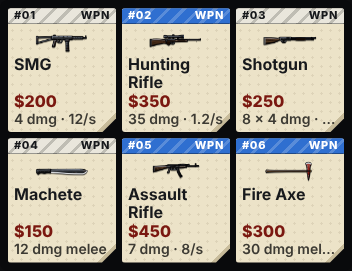 #01 WPN
SMG
$200
4 dmg · 12/s
#02 WPN
Hunting
Rifle
$350
35 dmg · 1.2/s
#03 WPN
Shotgun
$250
8 × 4 dmg · ...
#04 WPN
Machete
$150
12 dmg melee
#05 WPN
Assault
Rifle
$450
7 dmg · 8/s
#06 WPN
Fire Axe
$300
30 dmg mel...